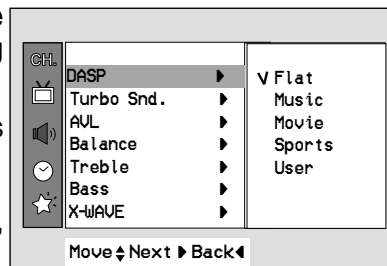 e
g
s
,
CH.
DASP Flat
Turbo Snd. Music
AVL Movie
Balance Sports
Treble User
Bass
X-WAVE
Move Next Back